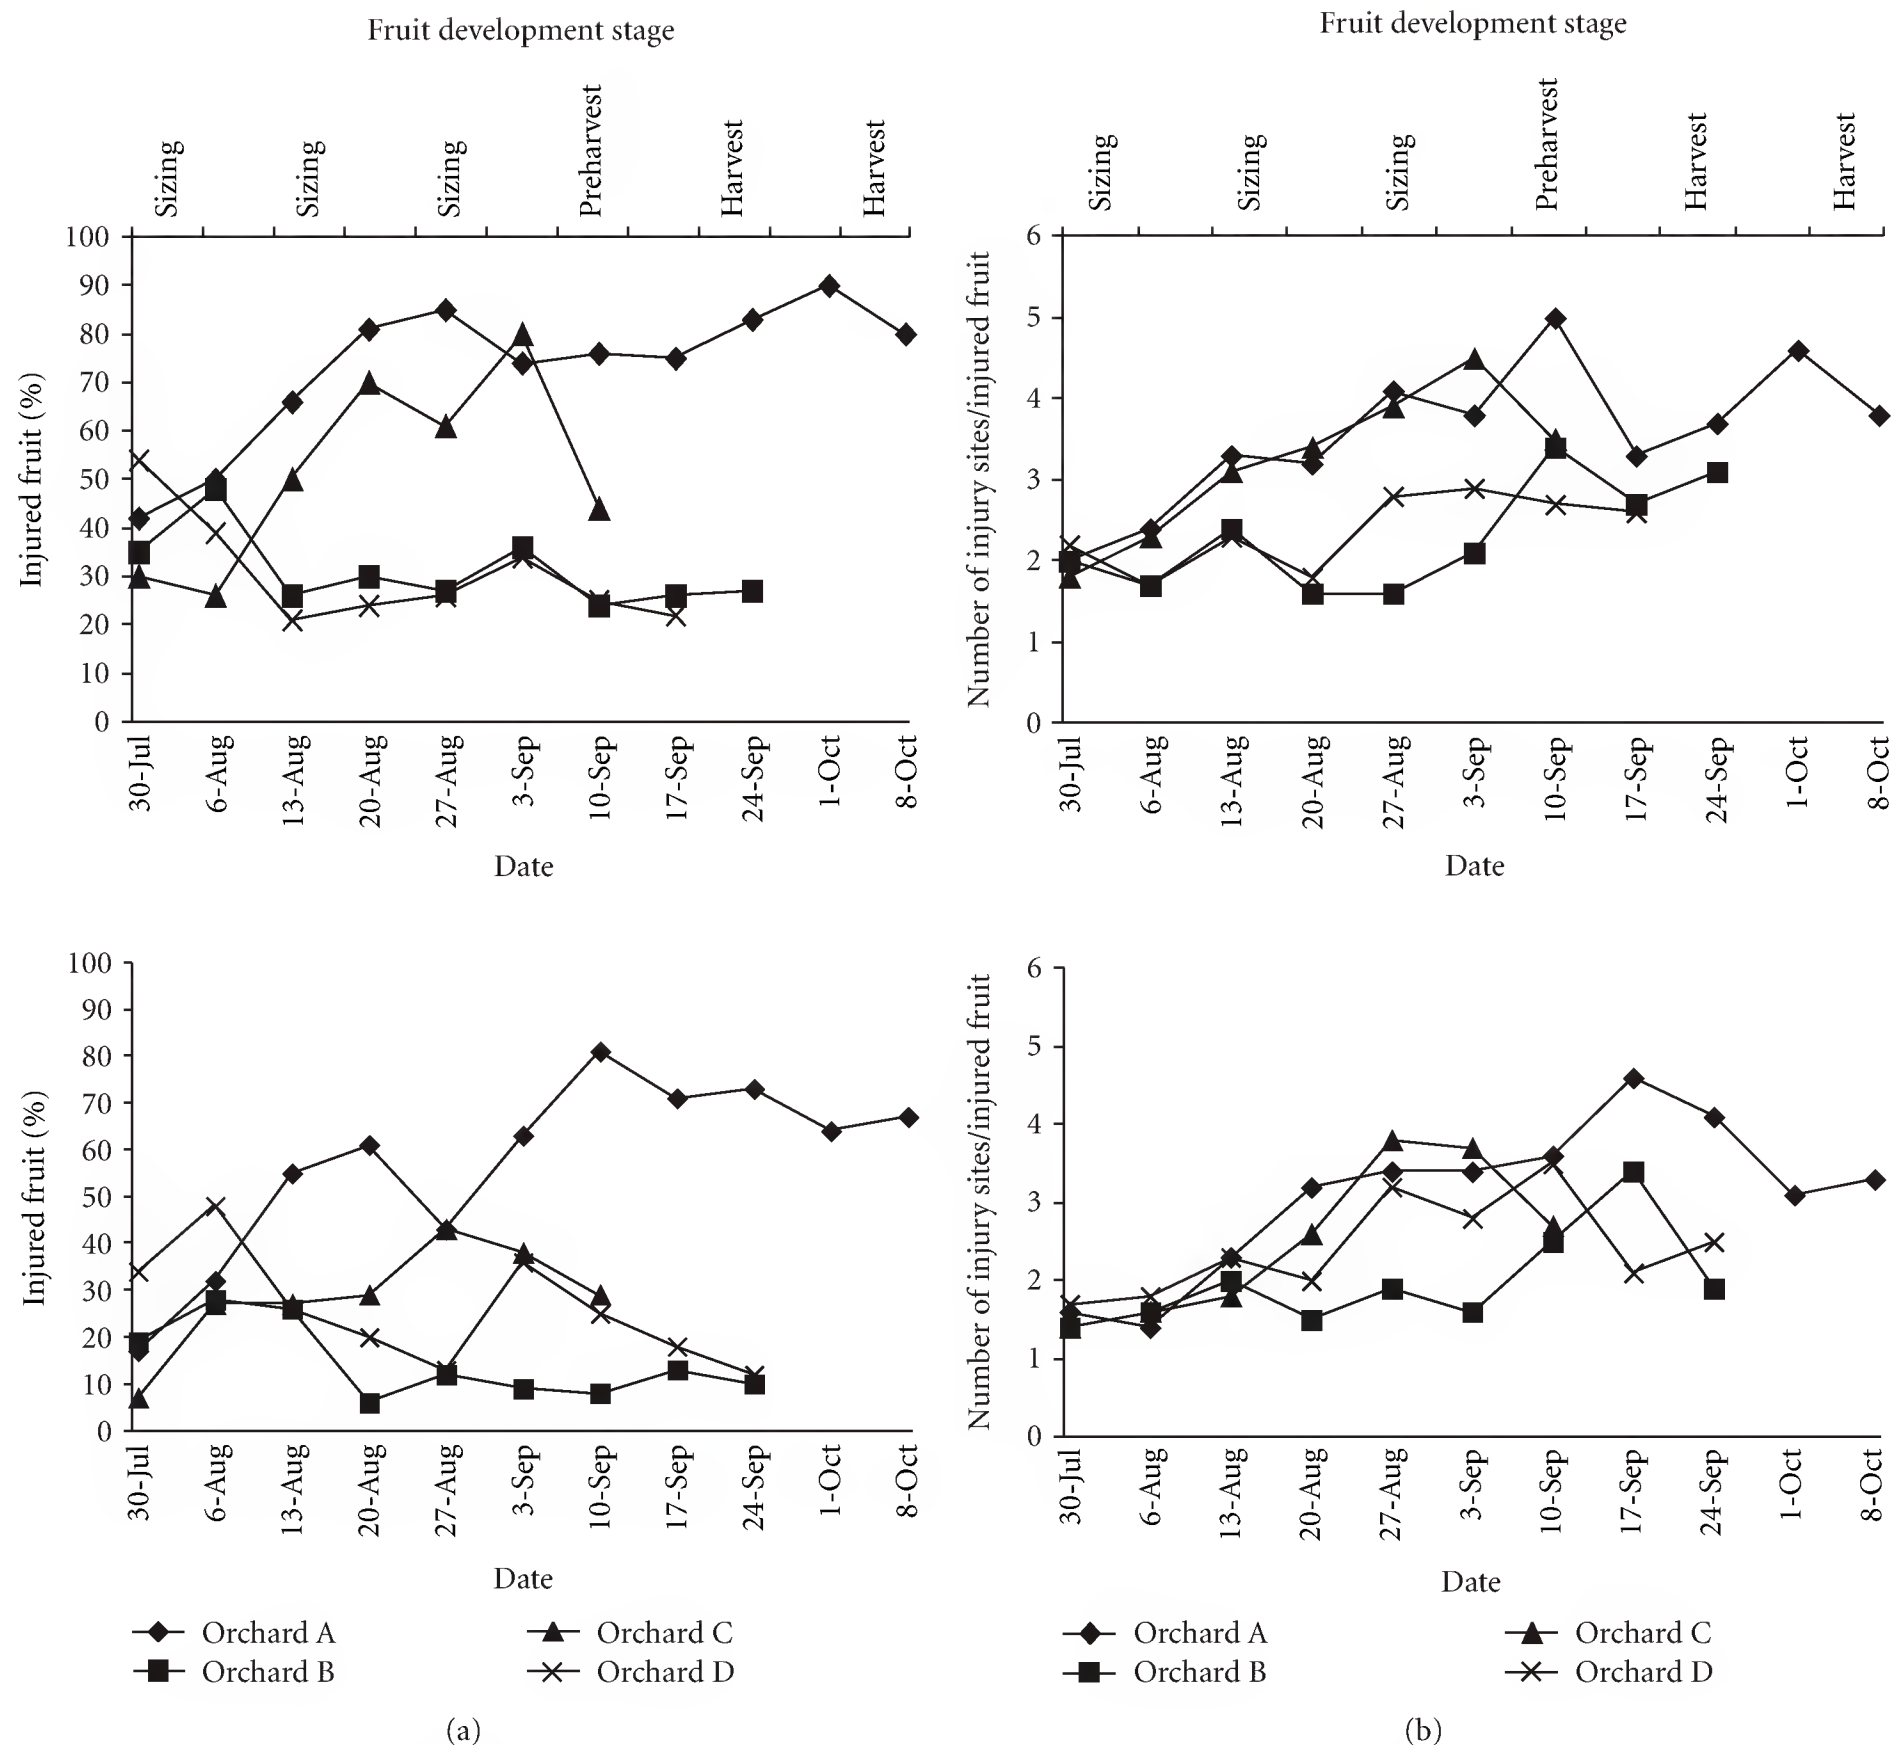 Fruit development stage
Sizing
Sizing
Sizing
Preharvest
Harvest
Harvest
100
90
80
70
60
50
40
30
20
10
0
Injured fruit (%)
30-Jul
6-Aug
13-Aug
20-Aug
27-Aug
3-Sep
10-Sep
17-Sep
24-Sep
1-Oct
8-Oct
Date
Fruit development stage
Sizing
Sizing
Sizing
Preharvest
Harvest
Harvest
6
5
4
3
2
1
0
Number of injury sites/injured fruit
30-Jul
6-Aug
13-Aug
20-Aug
27-Aug
3-Sep
10-Sep
17-Sep
24-Sep
1-Oct
8-Oct
Date
100
90
80
70
60
50
40
30
20
10
0
Injured fruit (%)
30-Jul
6-Aug
13-Aug
20-Aug
27-Aug
3-Sep
10-Sep
17-Sep
24-Sep
1-Oct
8-Oct
Date
Orchard A
Orchard B
Orchard C
Orchard D
(a)
6
5
4
3
2
1
0
Number of injury sites/injured fruit
30-Jul
6-Aug
13-Aug
20-Aug
27-Aug
3-Sep
10-Sep
17-Sep
24-Sep
1-Oct
8-Oct
Date
Orchard A
Orchard B
Orchard C
Orchard D
(b)